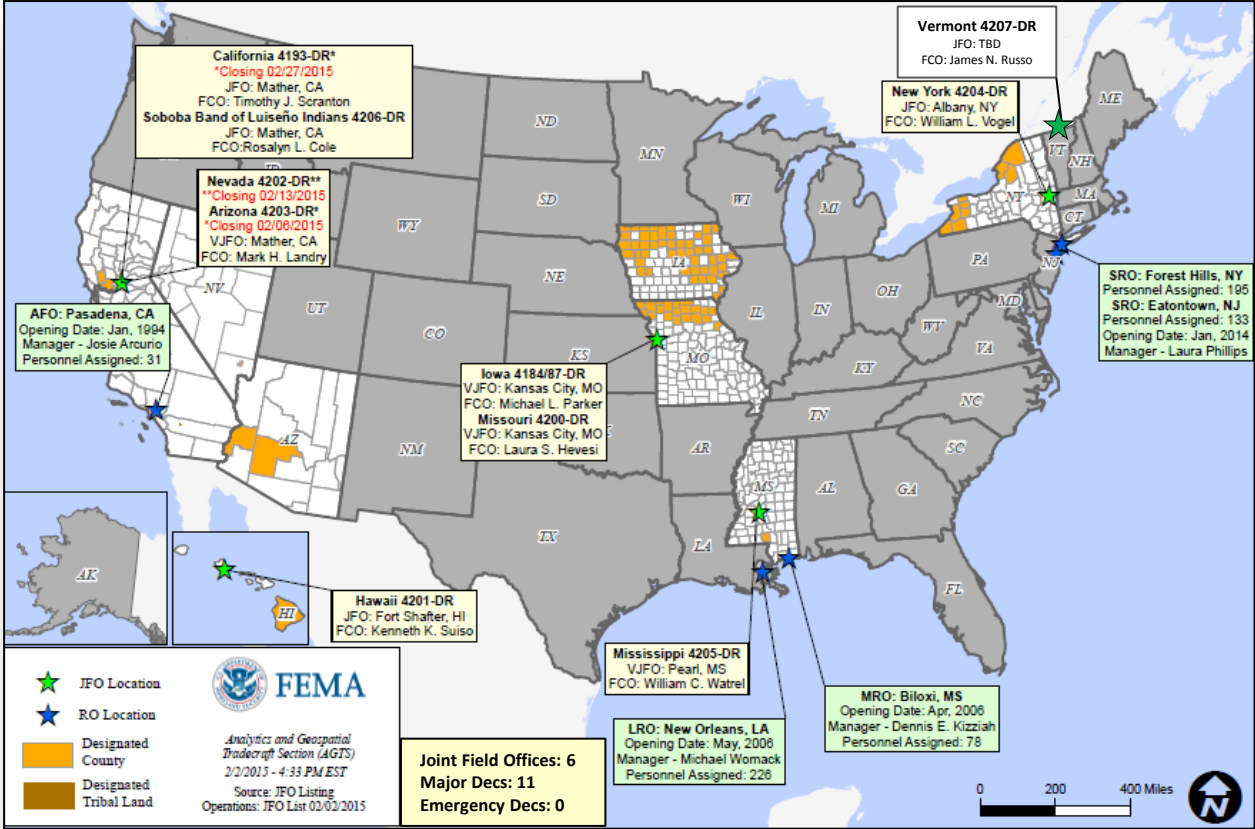 California 4193-DR*
*Closing 02/27/2015
JFO: Mather, CA
FCO: Timothy J. Scranton
Soboba Band of Luiseño Indians 4206-DR
JFO: Mather, CA
FCO:Rosalyn L. Cole
Vermont 4207-DR
JFO: TBD
FCO: James N. Russo
New York 4204-DR
JFO: Albany, NY
FCO: William L. Vogel
Nevada 4202-DR**
**Closing 02/13/2015
Arizona 4203-DR*
*Closing 02/06/2015
VJFO: Mather, CA
FCO: Mark H. Landry
AFO: Pasadena, CA
Opening Date: Jan, 1994
Manager - Josie Arcurio
Personnel Assigned: 31
SRO: Forest Hills, NY
Personnel Assigned: 195
SRO: Eatontown, NJ
Personnel Assigned: 133
Opening Date: Jan, 2014
Manager - Laura Phillips
Iowa 4184/87-DR
VJFO: Kansas City, MO
FCO: Michael L. Parker
Missouri 4200-DR
VJFO: Kansas City, MO
FCO: Laura S. Hevesi
Hawaii 4201-DR
JFO: Fort Shafter, HI
FCO: Kenneth K. Suiso
Mississippi 4205-DR
VJFO: Pearl, MS
FCO: William C. Watrel
LRO: New Orleans, LA
Opening Date: May, 2006
Manager - Michael Womack
Personnel Assigned: 226
MRO: Biloxi, MS
Opening Date: Apr, 2006
Manager - Dennis E. Kizziah
Personnel Assigned: 78
ND
MN
SD
WI
MI
ME
VT
NH
NY
MA
CT
WY
NE
IA
PA
NJ
NV
UT
CO
KS
MO
IL
IN
OH
WV
MD
VA
KY
AZ
NM
AR
TN
NC
SC
MS
AL
GA
TX
LA
FL
AK
HI
JFO Location
RO Location
Designated
County
Designated
Tribal Land
FEMA
Analytics and Geospatial
Tradecraft Section (AGTS)
2/2/2015 - 4:33 PM EST
Source: JFO Listing
Operations: JFO List 02/02/2015
Joint Field Offices: 6
Major Decs: 11
Emergency Decs: 0
0 200 400 Miles
N